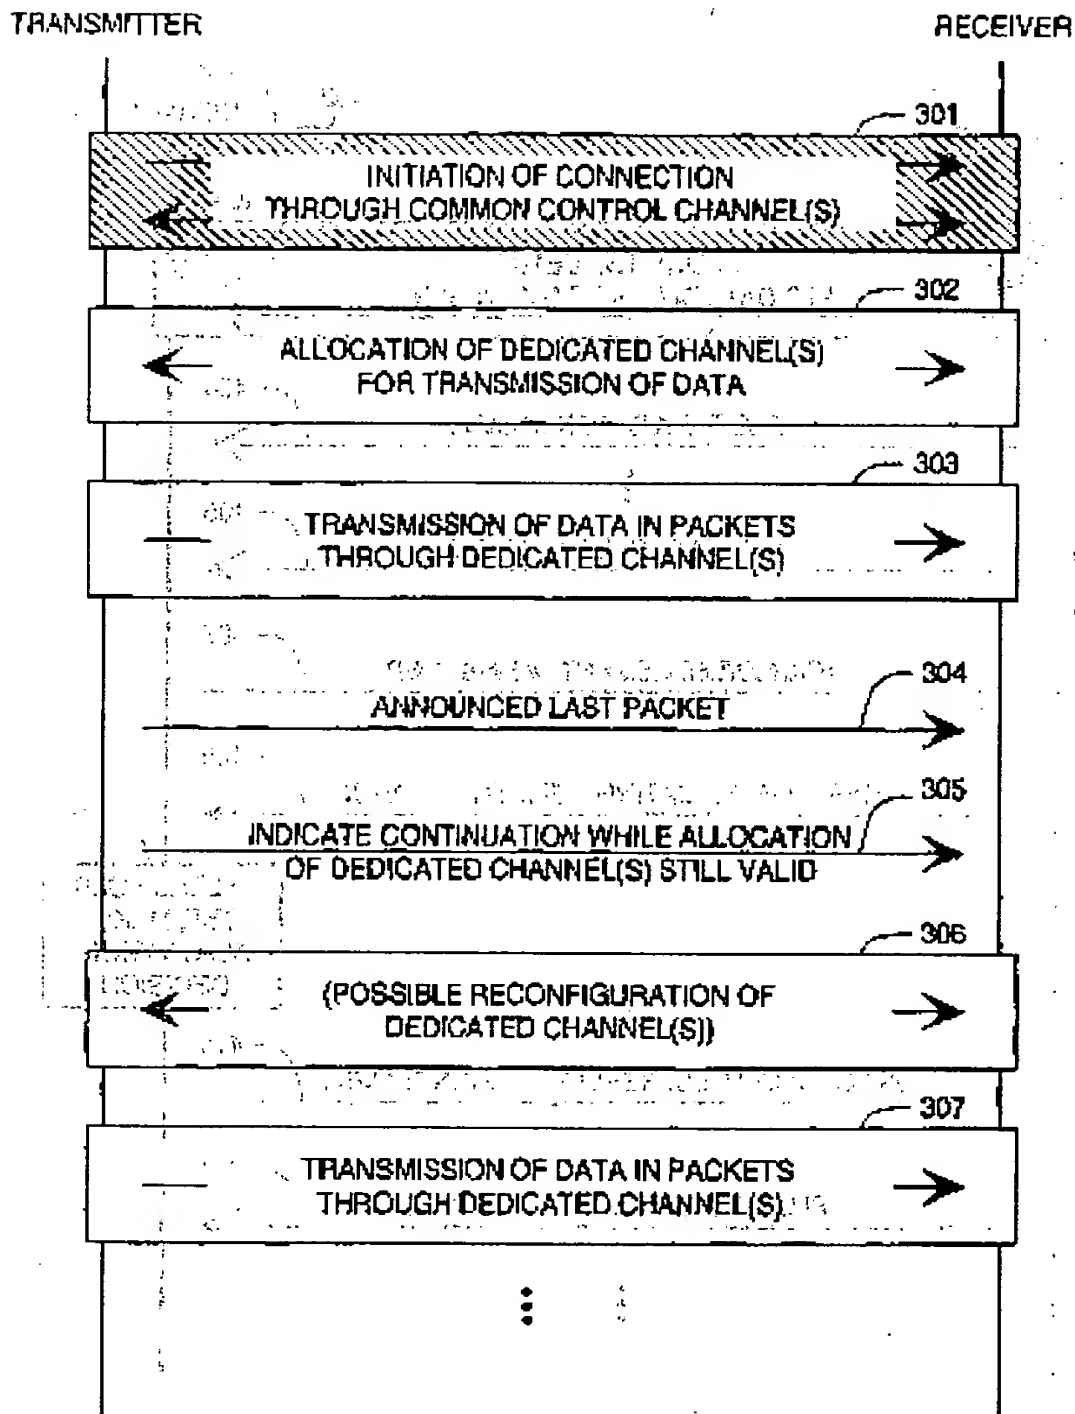 TRANSMITTER
RECEIVER
301
INITIATION OF CONNECTION
THROUGH COMMON CONTROL CHANNEL(S)
302
ALLOCATION OF DEDICATED CHANNEL(S)
FOR TRANSMISSION OF DATA
303
TRANSMISSION OF DATA IN PACKETS
THROUGH DEDICATED CHANNEL(S)
304
ANNOUNCED LAST PACKET
305
INDICATE CONTINUATION WHILE ALLOCATION
OF DEDICATED CHANNEL(S) STILL VALID
306
(POSSIBLE RECONFIGURATION OF
DEDICATED CHANNEL(S))
307
TRANSMISSION OF DATA IN PACKETS
THROUGH DEDICATED CHANNEL(S)